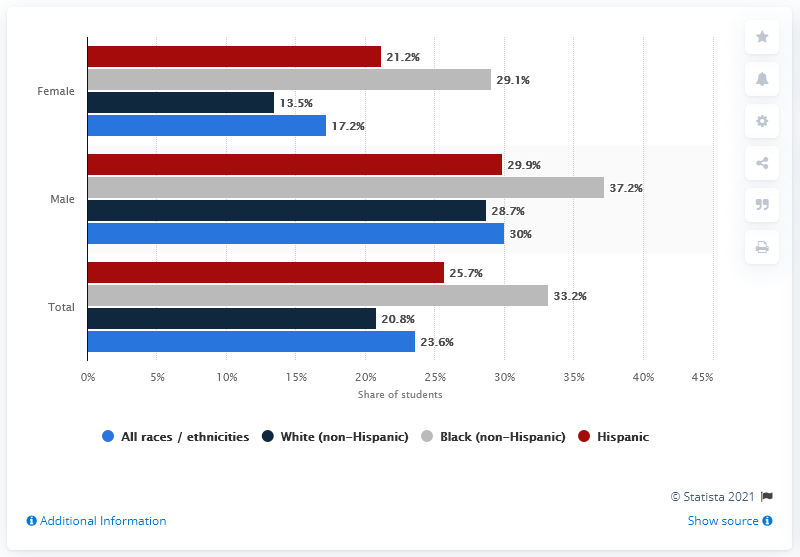 Female
21.2%
29.1%
13.5%
17.2%
Male
29.9%
37.2%
28.7%
30%
Total
25.7%
33.2%
20.8%
23.6%
0% 5% 10% 15% 20% 25% 30% 35% 40% 45%
Share of students
All races / ethnicities White (non-Hispanic) Black (non-Hispanic) Hispanic
© Statista 2021
Additional Information Show source